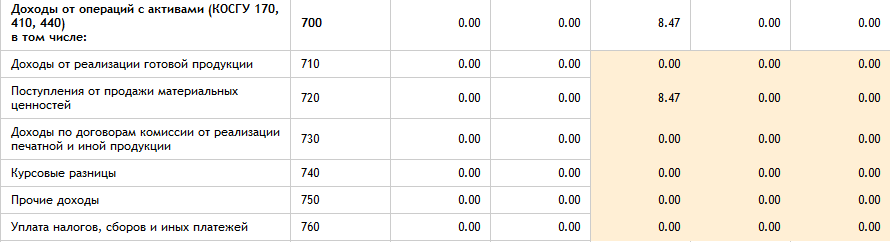 Доходы от операций с активами (КОСГУ 170,
410, 440)
в том числе:
700 0.00 0.00 8.47 0.00 0.00
Доходы от реализации готовой продукции 710 0.00 0.00 0.00 0.00 0.00
Поступления от продажи материальных
ценностей
720 0.00 0.00 8.47 0.00 0.00
Доходы по договорам комиссии от реализации
печатной и иной продукции
730 0.00 0.00 0.00 0.00 0.00
Курсовые разницы 740 0.00 0.00 0.00 0.00 0.00
Прочие доходы 750 0.00 0.00 0.00 0.00 0.00
Уплата налогов, сборов и иных платежей 760 0.00 0.00 0.00 0.00 0.00